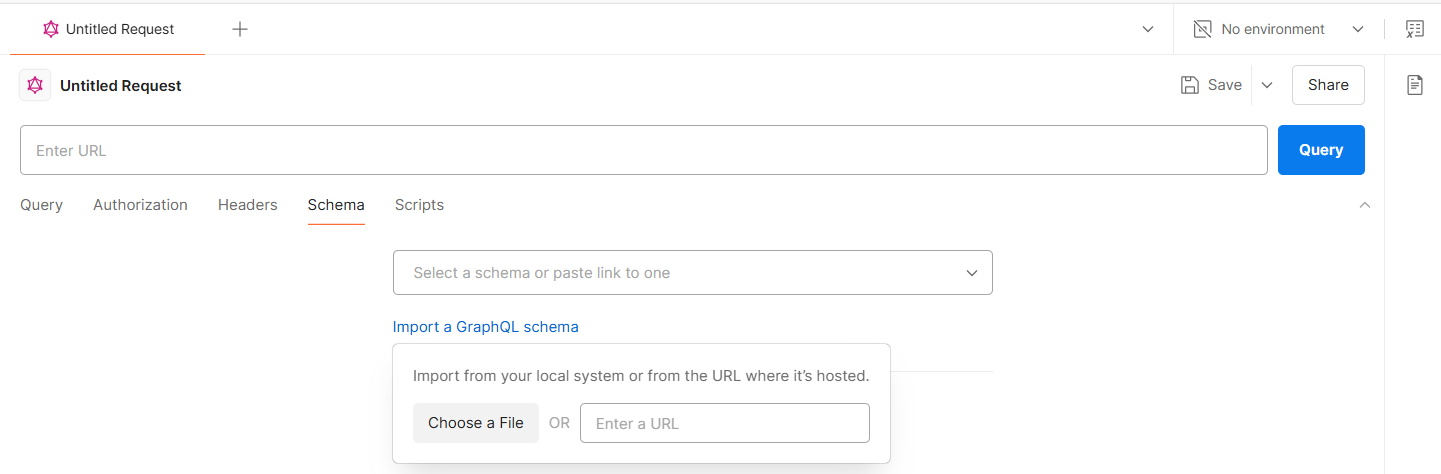 Untitled Request
No environment
Untitled Request
Save
Share
Enter URL
Query
Query Authorization Headers Schema Scripts
Select a schema or paste link to one
Import a GraphQL schema
Import from your local system or from the URL where it’s hosted.
Choose a File OR Enter a URL